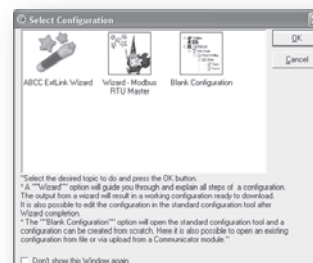 Select Configuration
OK
Cancel
ABCC ExtLink Wizard
Wizard - Modbus
RTU Master
Blank Configuration
"Select the desired topic to do and press the OK button.
* A ""Wizard"" option will guide you through and explain all steps of a configuration.
The output from a wizard will result in a working configuration ready to download.
It is also possible to edit the configuration in the standard configuration tool after
Wizard completion.
* The ""Blank Configuration"" option will open the standard configuration tool and a
configuration can be created from scratch. Here it is also possible to open an existing
configuration from file or via upload from a Communicator module."
Don't show this Window again